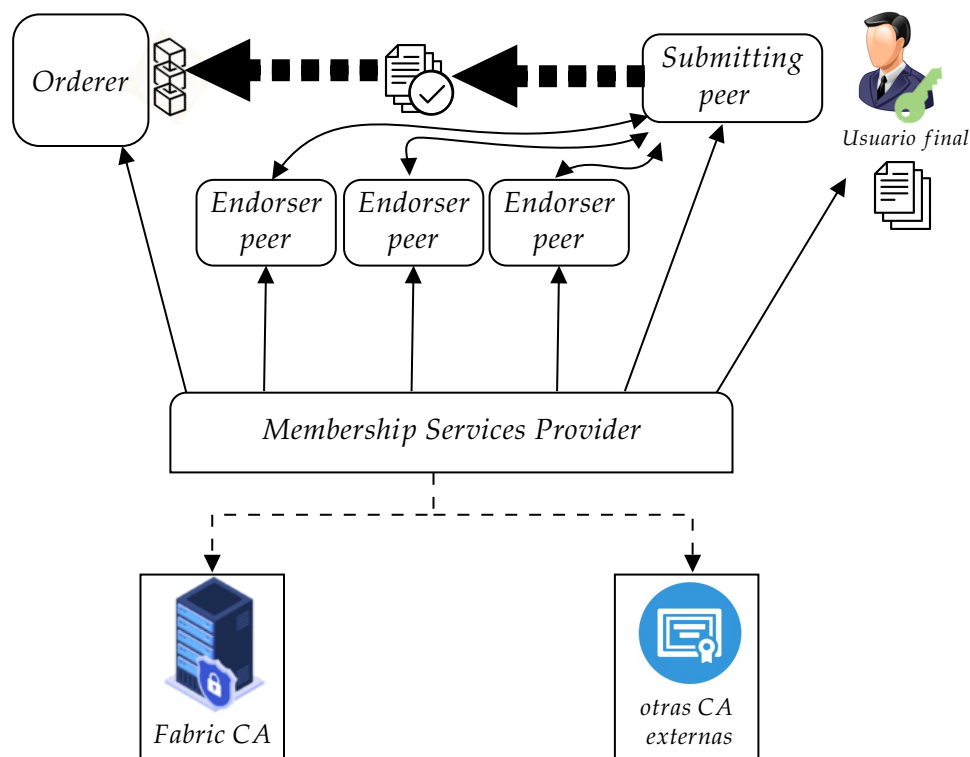 Orderer
Submitting
peer
Usuario final
Endorser
peer
Endorser
peer
Endorser
peer
Membership Services Provider
Fabric CA
otras CA
externas